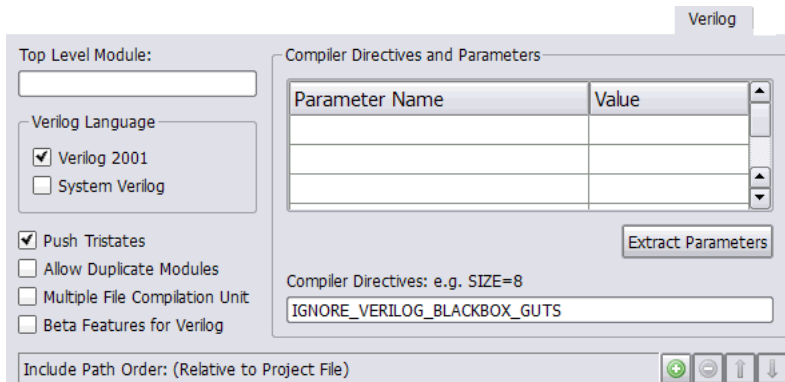 Verilog
Top Level Module:
Compiler Directives and Parameters
Parameter Name Value
Verilog Language
Verilog 2001
System Verilog
Push Tristates
Extract Parameters
Allow Duplicate Modules
Compiler Directives: e.g. SIZE=8
Multiple File Compilation Unit
IGNORE_VERILOG_BLACKBOX_GUTS
Beta Features for Verilog
Include Path Order: (Relative to Project File)